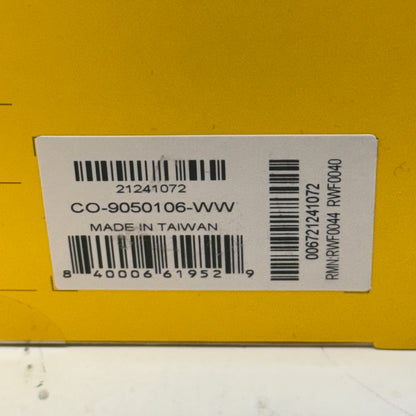 21241072
CO-9050106-WW
MADE IN TAIWAN
8 40006 61952 9
006721241072
RMN:RWF0044 RWF0040